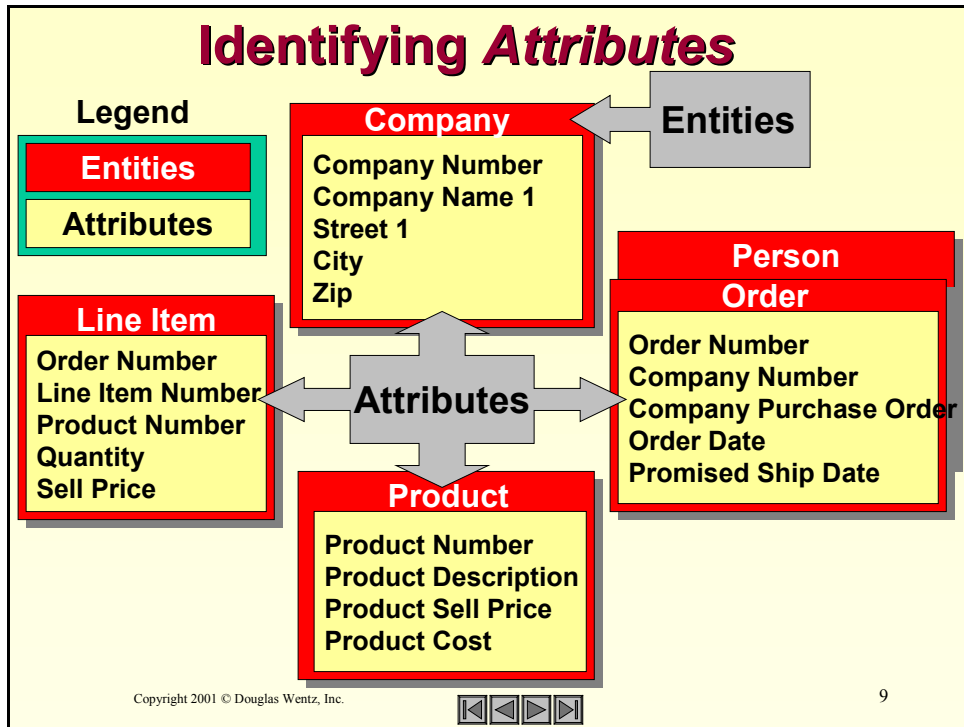 Identifying Attributes
Legend
Entities
Attributes
Company
Company Number
Company Name 1
Street 1
City
Zip
Entities
Person
Order
Order Number
Company Number
Company Purchase Order
Order Date
Promised Ship Date
Line Item
Order Number
Line Item Number
Product Number
Quantity
Sell Price
Attributes
Product
Product Number
Product Description
Product Sell Price
Product Cost
Copyright 2001 © Douglas Wentz, Inc.
9